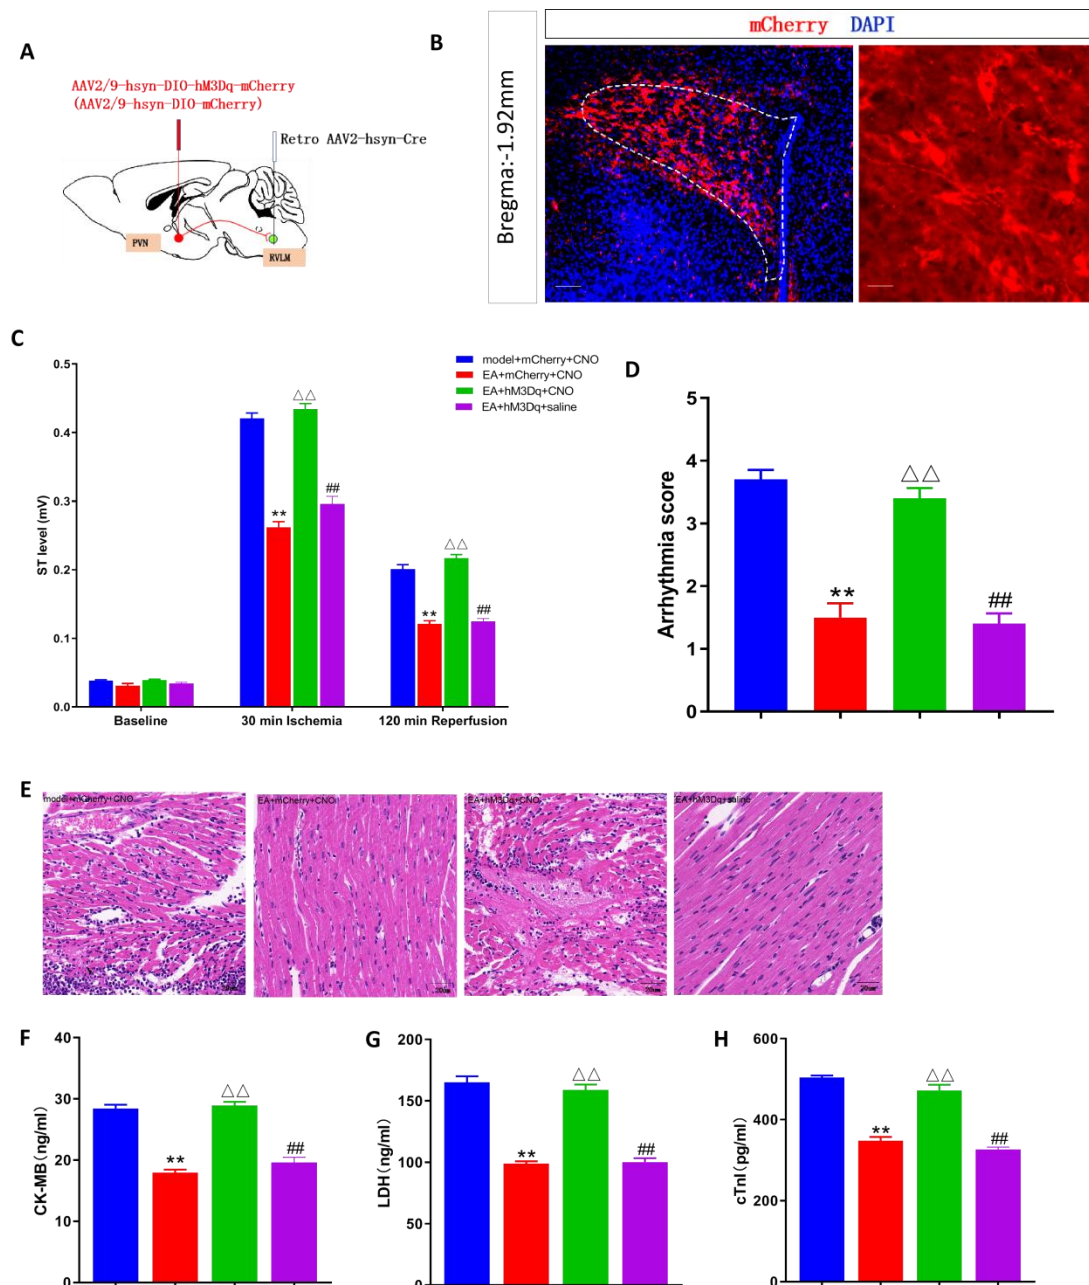 A
AAV2/9-hsyn-DIO-hM3Dq-mCherry
(AAV2/9-hsyn-DIO-mCherry)
Retro AAV2-hsyn-Cre
PVN
RVLM
B
mCherry DAPI
Bregma:-1.92mm
C
model+mCherry+CNO
EA+mCherry+CNO
EA+hM3Dq+CNO
EA+hM3Dq+saline
ST level (mV)
0.5
0.4
0.3
0.2
0.1
0.0
△△
**
##
△△
**
##
Baseline
30 min Ischemia
120 min Reperfusion
D
Arrhythmia score
5
4
3
2
1
0
**
△△
##
E
model+mCherry+CNO
EA+mCherry+CNO
EA+hM3Dq+CNO
EA+hM3Dq+saline
20um
20um
20um
20um
F
CK-MB(ng/ml)
40
30
20
10
0
**
△△
##
G
LDH(ng/ml)
200
150
100
50
0
**
△△
##
H
cTnI(pg/ml)
600
400
200
0
**
△△
##